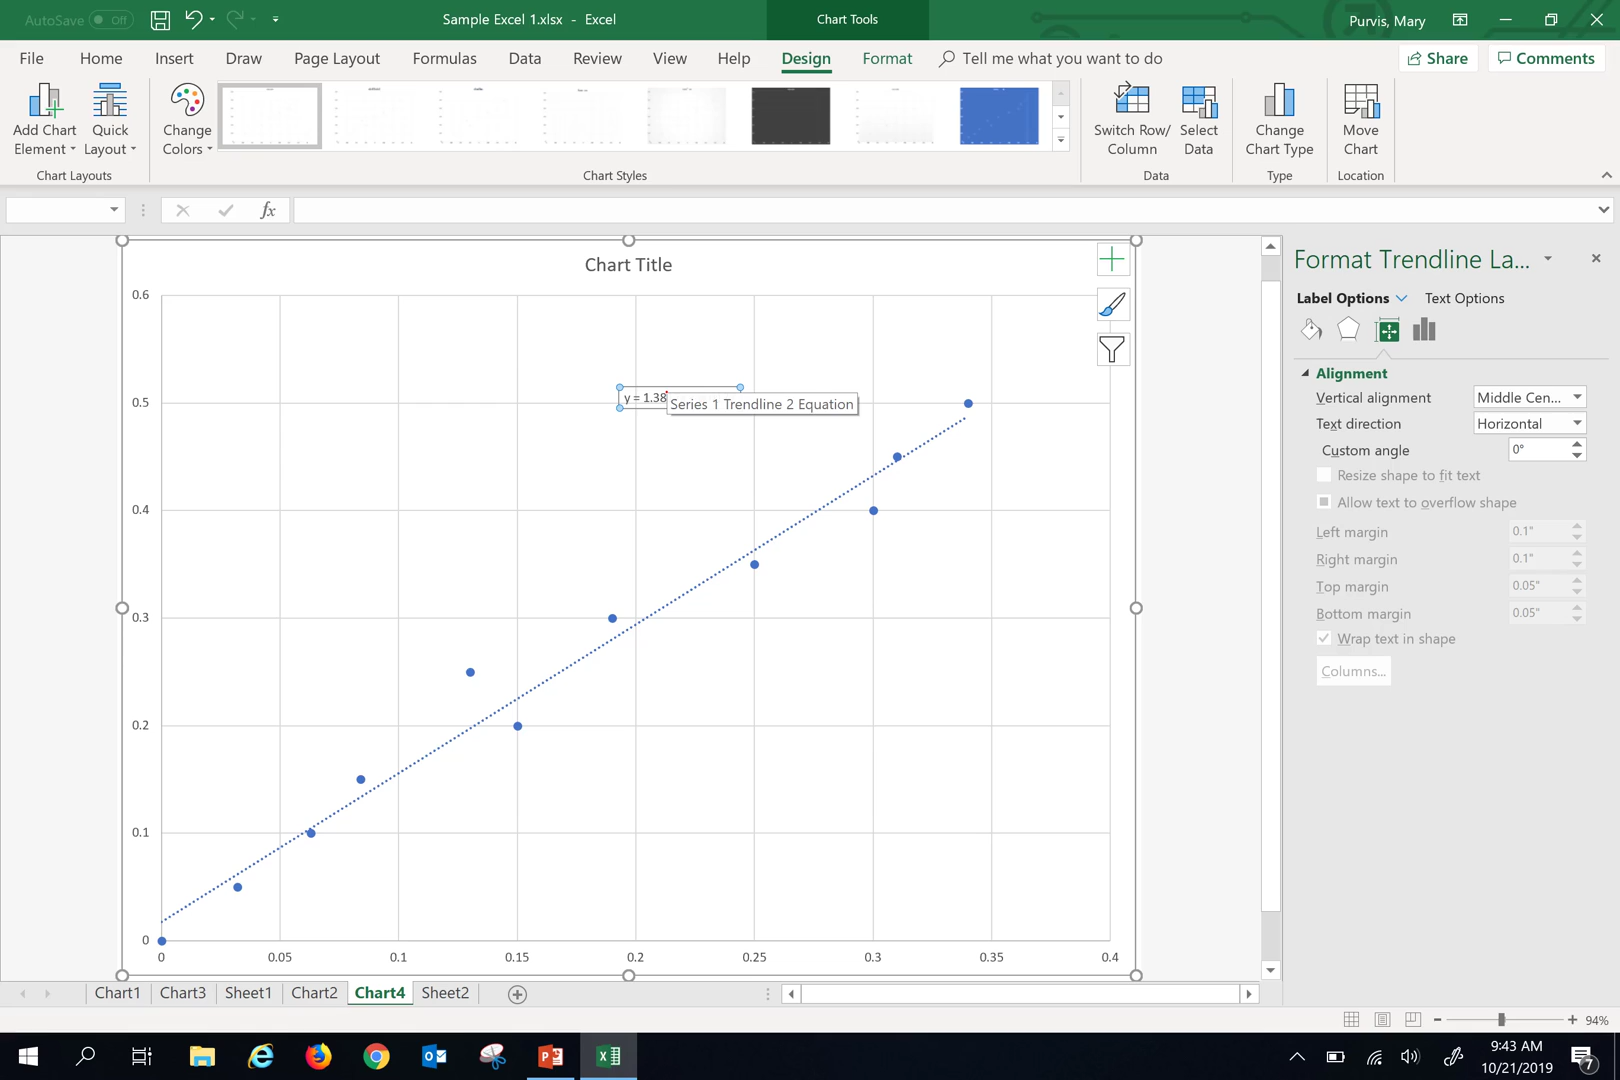 AutoSave Off
Sample Excel 1.xlsx - Excel
Chart Tools
Purvis, Mary
File Home Insert Draw Page Layout Formulas Data Review View Help Design Format Tell me what you want to do Share Comments
Add Chart Element
Quick Layout
Change Colors
Switch Row/ Column
Select Data
Change Chart Type
Move Chart
Chart Layouts
Chart Styles
Data
Type
Location
fx
Chart Title
0.6
0.5
0.4
0.3
0.2
0.1
0
y = 1.38
Series 1 Trendline 2 Equation
0 0.05 0.1 0.15 0.2 0.25 0.3 0.35 0.4
Format Trendline La...
Label Options Text Options
Alignment
Vertical alignment Middle Cen...
Text direction Horizontal
Custom angle 0°
Resize shape to fit text
Allow text to overflow shape
Left margin 0.1"
Right margin 0.1"
Top margin 0.05"
Bottom margin 0.05"
Wrap text in shape
Columns...
Chart1 Chart3 Sheet1 Chart2 Chart4 Sheet2
94%
9:43 AM
10/21/2019
7